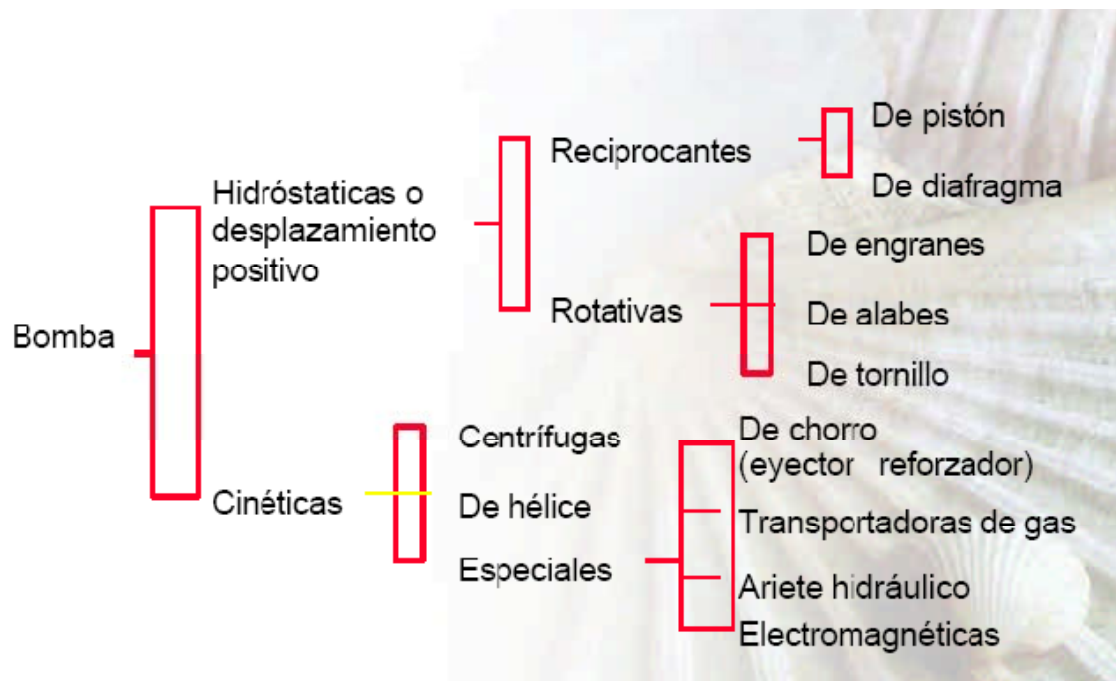 Bomba
Hidróstaticas o
desplazamiento
positivo
Reciprocantes
De pistón
De diafragma
Rotativas
De engranes
De alabes
De tornillo
Cinéticas
Centrífugas
De hélice
Especiales
De chorro
(eyector reforzador)
Transportadoras de gas
Ariete hidráulico
Electromagnéticas